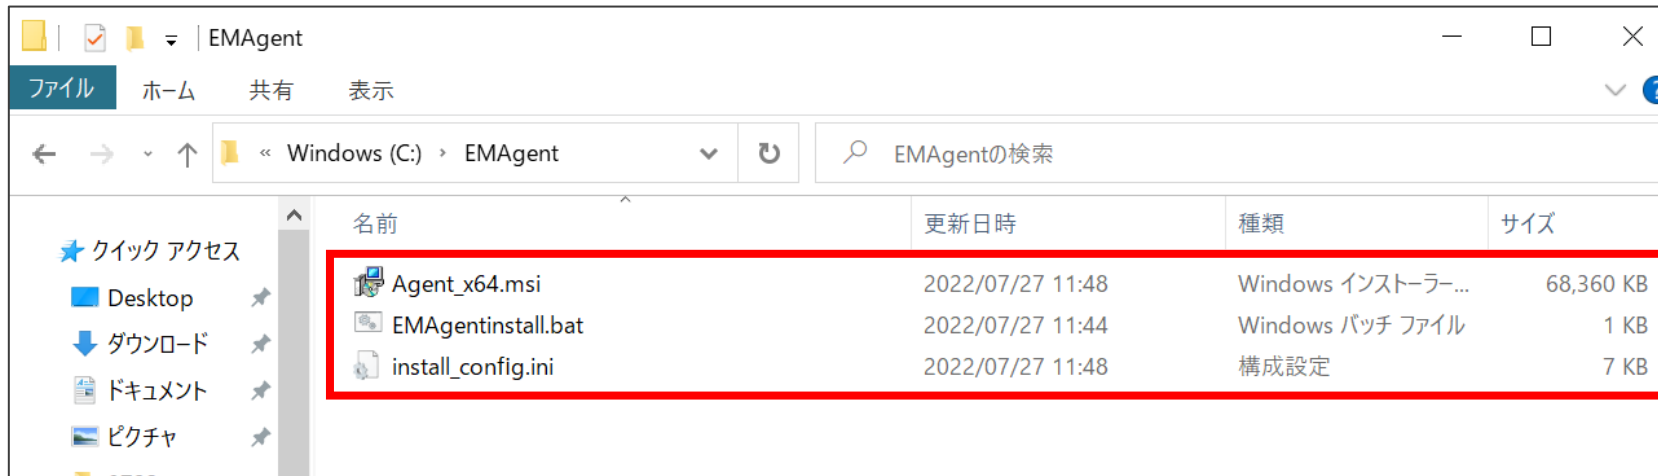 EMAgent
ファイル ホーム 共有 表示
« Windows (C:) › EMAgent EMAgentの検索
名前 更新日時 種類 サイズ
クイック アクセス
Agent_x64.msi 2022/07/27 11:48 Windows インストーラー... 68,360 KB
Desktop
EMAgentinstall.bat 2022/07/27 11:44 Windows バッチ ファイル 1 KB
ダウンロード
install_config.ini 2022/07/27 11:48 構成設定 7 KB
ドキュメント
ピクチャ